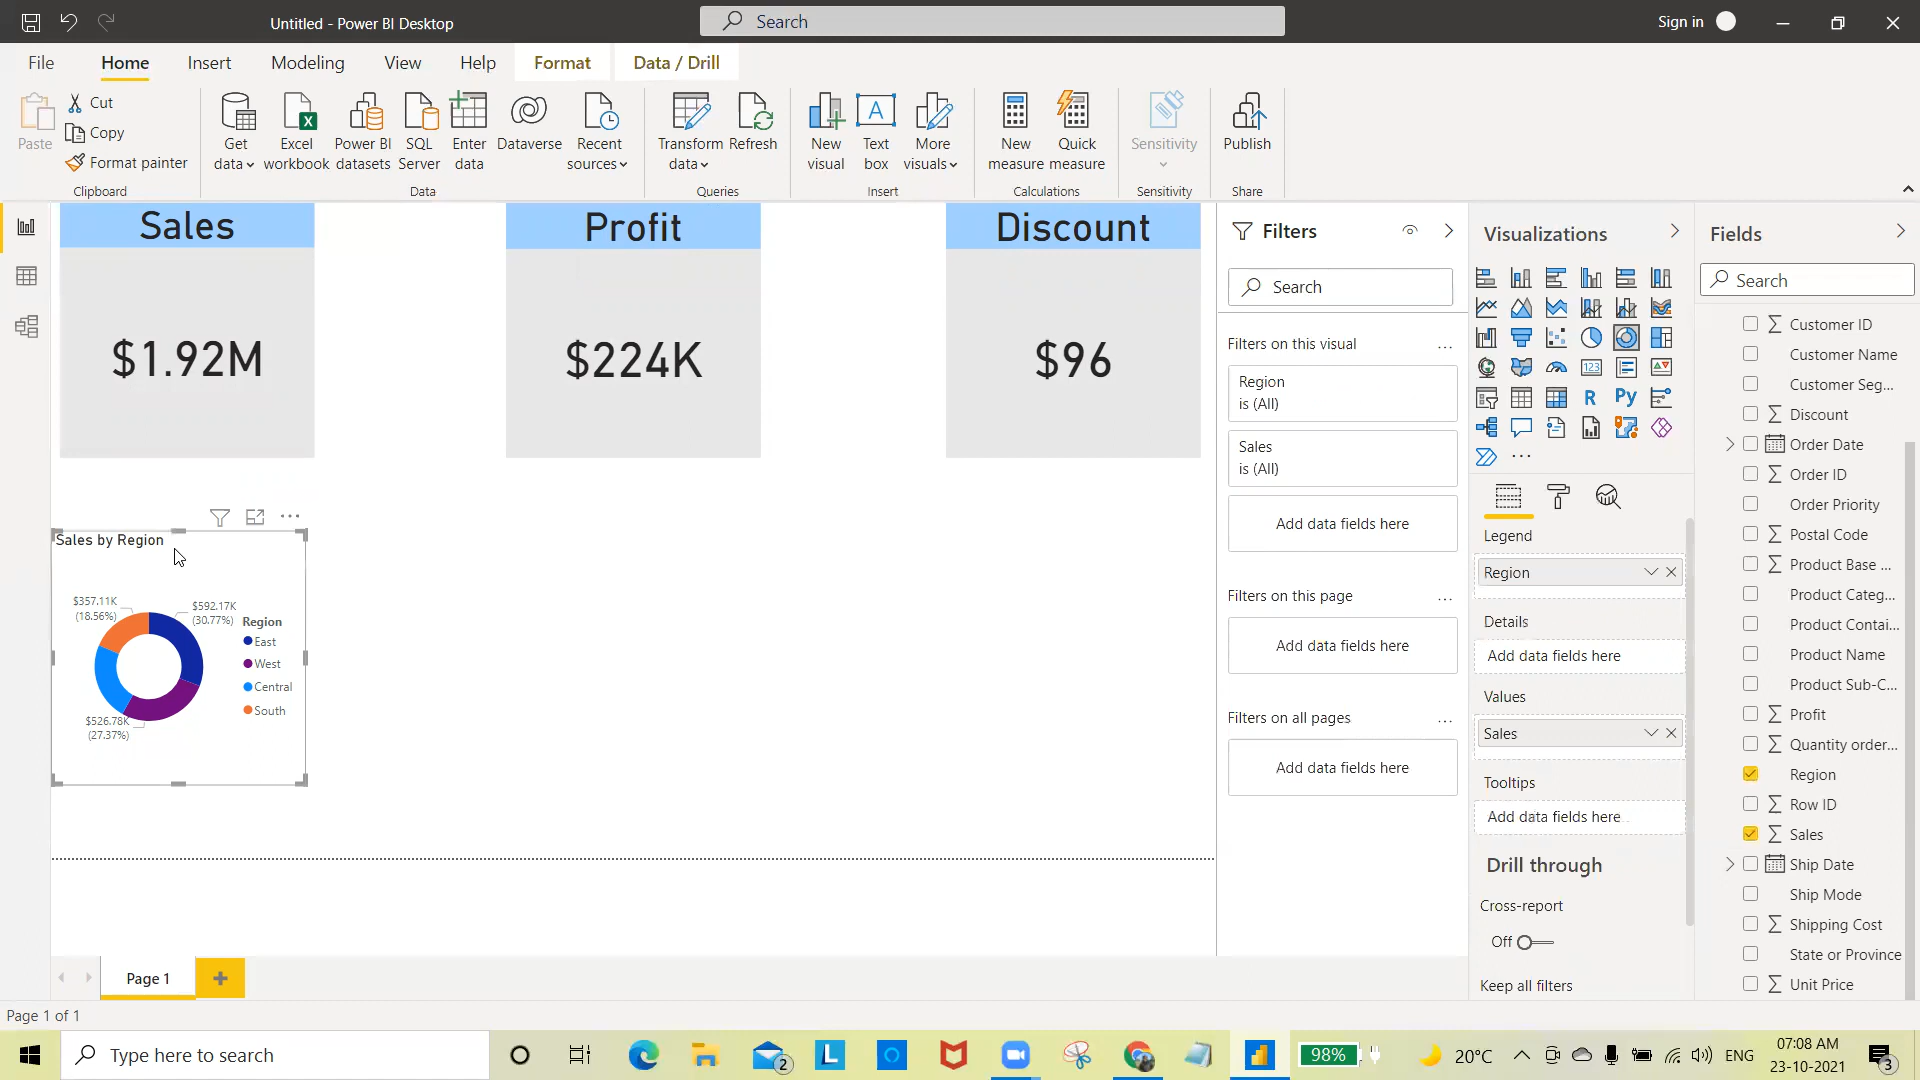 Untitled - Power BI Desktop
Search
Sign in
File
Home
Insert
Modeling
View
Help
Format
Data / Drill
Paste
Cut
Copy
Format painter
Clipboard
Get
data
Excel
workbook
Power BI
datasets
SQL
Server
Enter
data
Dataverse
Recent
sources
Data
Transform
data
Refresh
Queries
New
visual
Text
box
More
visuals
Insert
New
measure
Quick
measure
Calculations
Sensitivity
Sensitivity
Publish
Share
Sales
$1.92M
Profit
$224K
Discount
$96
Sales by Region
$357.11K
(18.56%)
$592.17K
(30.77%)
$526.78K
(27.37%)
Region
East
West
Central
South
Filters
Search
Filters on this visual
Region
is (All)
Sales
is (All)
Add data fields here
Filters on this page
Add data fields here
Filters on all pages
Add data fields here
Visualizations
123
R
Py
Legend
Region
Details
Add data fields here
Values
Sales
Tooltips
Add data fields here
Drill through
Cross-report
Off
Keep all filters
Fields
Search
Customer ID
Customer Name
Customer Seg...
Discount
Order Date
Order ID
Order Priority
Postal Code
Product Base ...
Product Categ...
Product Contai...
Product Name
Product Sub-C...
Profit
Quantity order...
Region
Row ID
Sales
Ship Date
Ship Mode
Shipping Cost
State or Province
Unit Price
Page 1
Page 1 of 1
Type here to search
2
L
98%
20°C
ENG
07:08 AM
23-10-2021
3